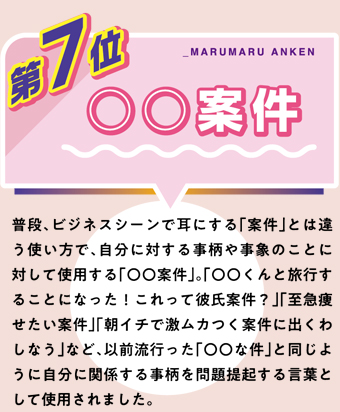 第7位
_MARUMARU ANKEN
〇〇案件
普段、ビジネスシーンで耳にする「案件」とは違
う使い方で、自分に対する事柄や事象のことに
対して使用する「〇〇案件」。「〇〇くんと旅行す
ることになった！これって彼氏案件？」「至急痩
せたい案件」「朝イチで激ムカつく案件に出くわ
しなう」など、以前流行った「〇〇な件」と同じよ
うに自分に関係する事柄を問題提起する言葉と
して使用されました。